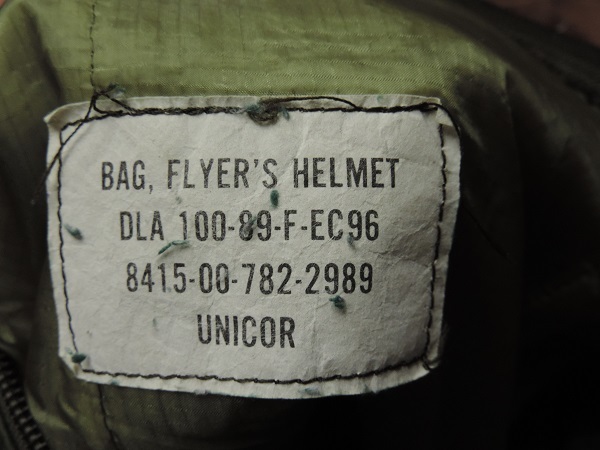 BAG, FLYER'S HELMET
DLA 100-89-F-EC96
8415-00-782-2989
UNICOR